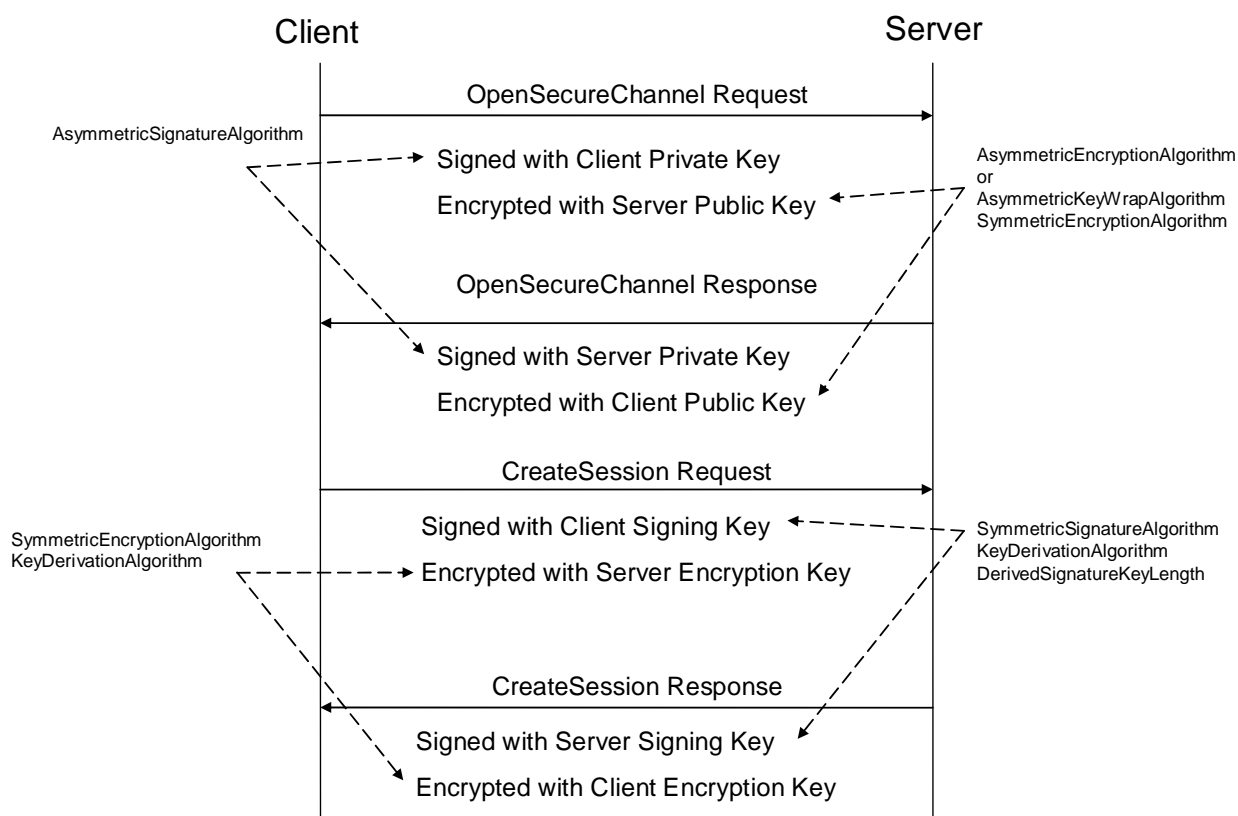 Client
Server
OpenSecureChannel Request
AsymmetricSignatureAlgorithm
Signed with Client Private Key
Encrypted with Server Public Key
AsymmetricEncryptionAlgorithm
or
AsymmetricKeyWrapAlgorithm
SymmetricEncryptionAlgorithm
OpenSecureChannel Response
Signed with Server Private Key
Encrypted with Client Public Key
CreateSession Request
Signed with Client Signing Key
Encrypted with Server Encryption Key
SymmetricEncryptionAlgorithm
KeyDerivationAlgorithm
SymmetricSignatureAlgorithm
KeyDerivationAlgorithm
DerivedSignatureKeyLength
CreateSession Response
Signed with Server Signing Key
Encrypted with Client Encryption Key